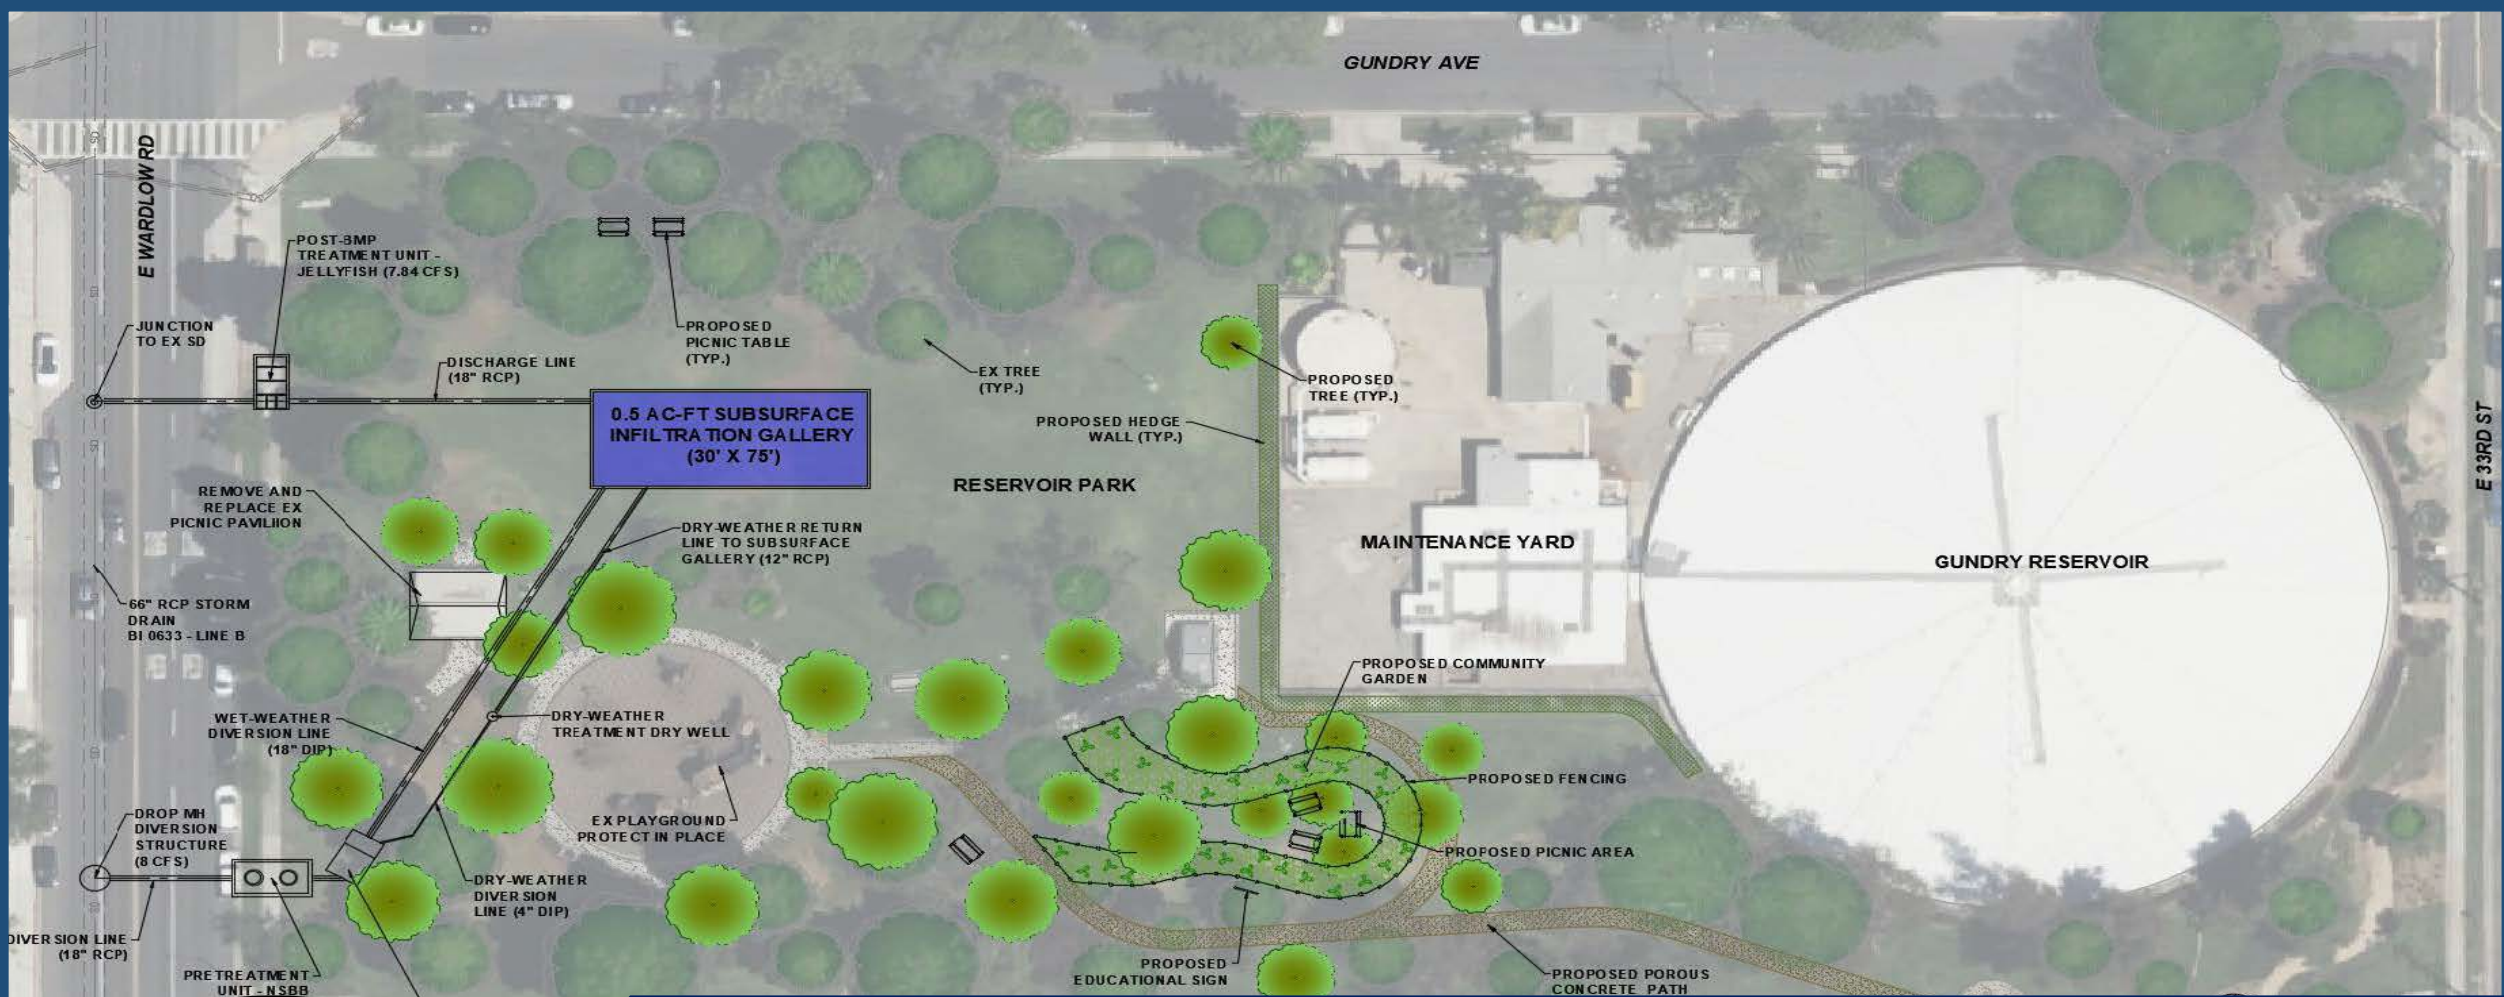 GUNDRY AVE
E WARDLOW RD
POST-BMP
TREATMENT UNIT -
JELLYFISH (7.84 CFS)
JUNCTION
TO EX SD
DISCHARGE LINE
(18" RCP)
PROPOSED
PICNIC TABLE
(TYP.)
EX TREE
(TYP.)
PROPOSED
TREE (TYP.)
0.5 AC-FT SUBSURFACE
INFILTRATION GALLERY
(30' X 75')
PROPOSED HEDGE
WALL (TYP.)
E 33RD ST
RESERVOIR PARK
REMOVE AND
REPLACE EX
PICNIC PAVILIION
DRY-WEATHER RETURN
LINE TO SUBSURFACE
GALLERY (12" RCP)
MAINTENANCE YARD
GUNDRY RESERVOIR
66" RCP STORM
DRAIN
BI 0633 - LINE B
PROPOSED COMMUNITY
GARDEN
WET-WEATHER
DIVERSION LINE
(18" DIP)
DRY-WEATHER
TREATMENT DRY WELL
PROPOSED FENCING
DROP MH
DIVERSION
STRUCTURE
(8 CFS)
EX PLAYGROUND
PROTECT IN PLACE
PROPOSED PICNIC AREA
DRY-WEATHER
DIVERSION
LINE (4" DIP)
DIVERSION LINE
(18" RCP)
PRETREATMENT
UNIT - NSBB
PROPOSED
EDUCATIONAL SIGN
PROPOSED POROUS
CONCRETE PATH